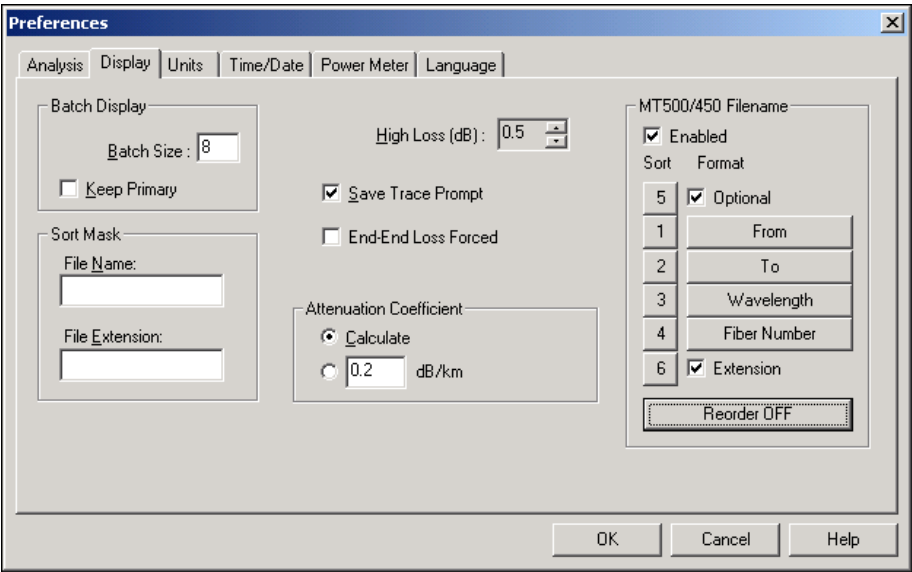 Preferences
Analysis Display Units Time/Date Power Meter Language
Batch Display
Batch Size : 8
Keep Primary
Sort Mask
File Name:
File Extension:
High Loss (dB) : 0.5
Save Trace Prompt
End-End Loss Forced
Attenuation Coefficient
Calculate
0.2 dB/km
MT500/450 Filename
Enabled
Sort Format
5 Optional
1 From
2 To
3 Wavelength
4 Fiber Number
6 Extension
Reorder OFF
OK Cancel Help